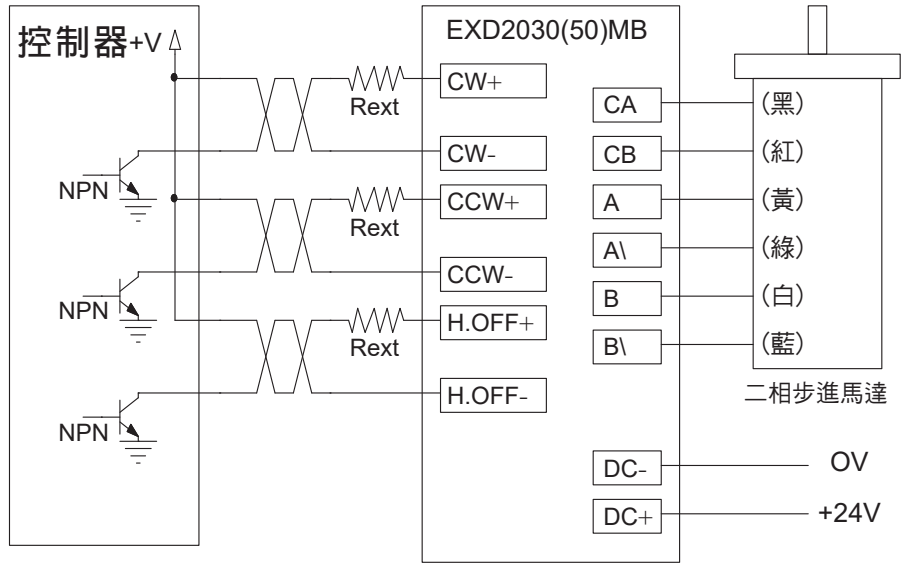 控制器+V
EXD2030(50)MB
CW+
Rext
CW-
NPN
CCW+
Rext
CCW-
NPN
H.OFF+
Rext
H.OFF-
NPN
CA
(黑)
CB
(紅)
A
(黃)
A\
(綠)
B
(白)
B\
(藍)
二相步進馬達
DC-
OV
DC+
+24V